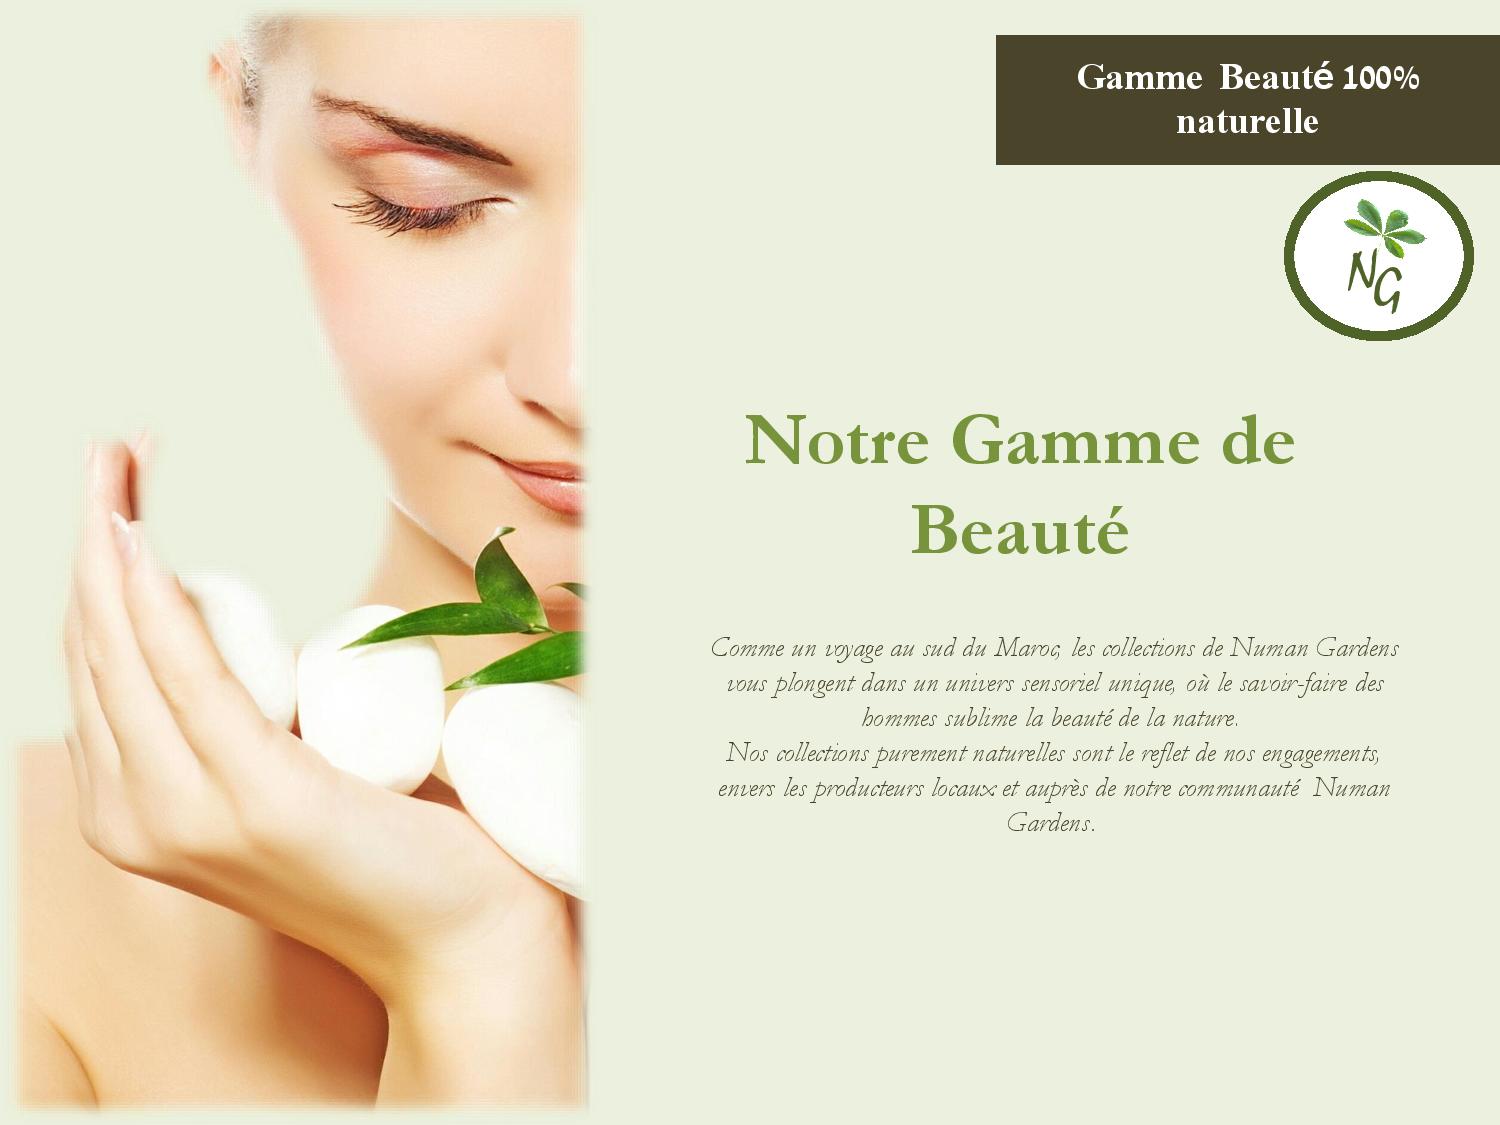 Gamme Beauté 100%
naturelle
NG
Notre Gamme de
Beauté
Comme un voyage au sud du Maroc, les collections de Numan Gardens
vous plongent dans un univers sensoriel unique, où le savoir-faire des
hommes sublime la beauté de la nature.
Nos collections purement naturelles sont le reflet de nos engagements,
envers les producteurs locaux et auprès de notre communauté Numan
Gardens.